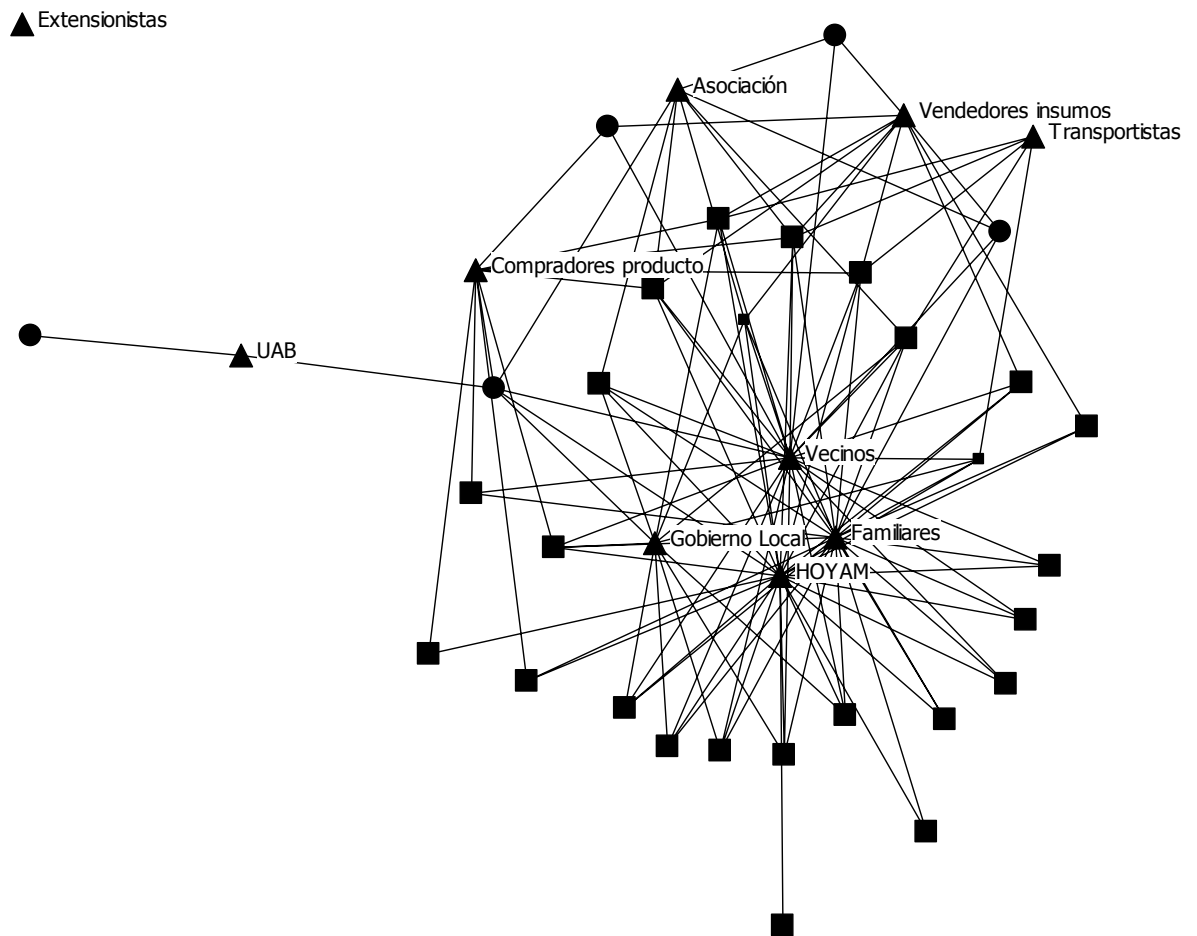 Extensionistas
Asociación
Vendedores insumos
Transportistas
Compradores producto
UAB
Vecinos
Gobierno Local
Familiares
HOYAM